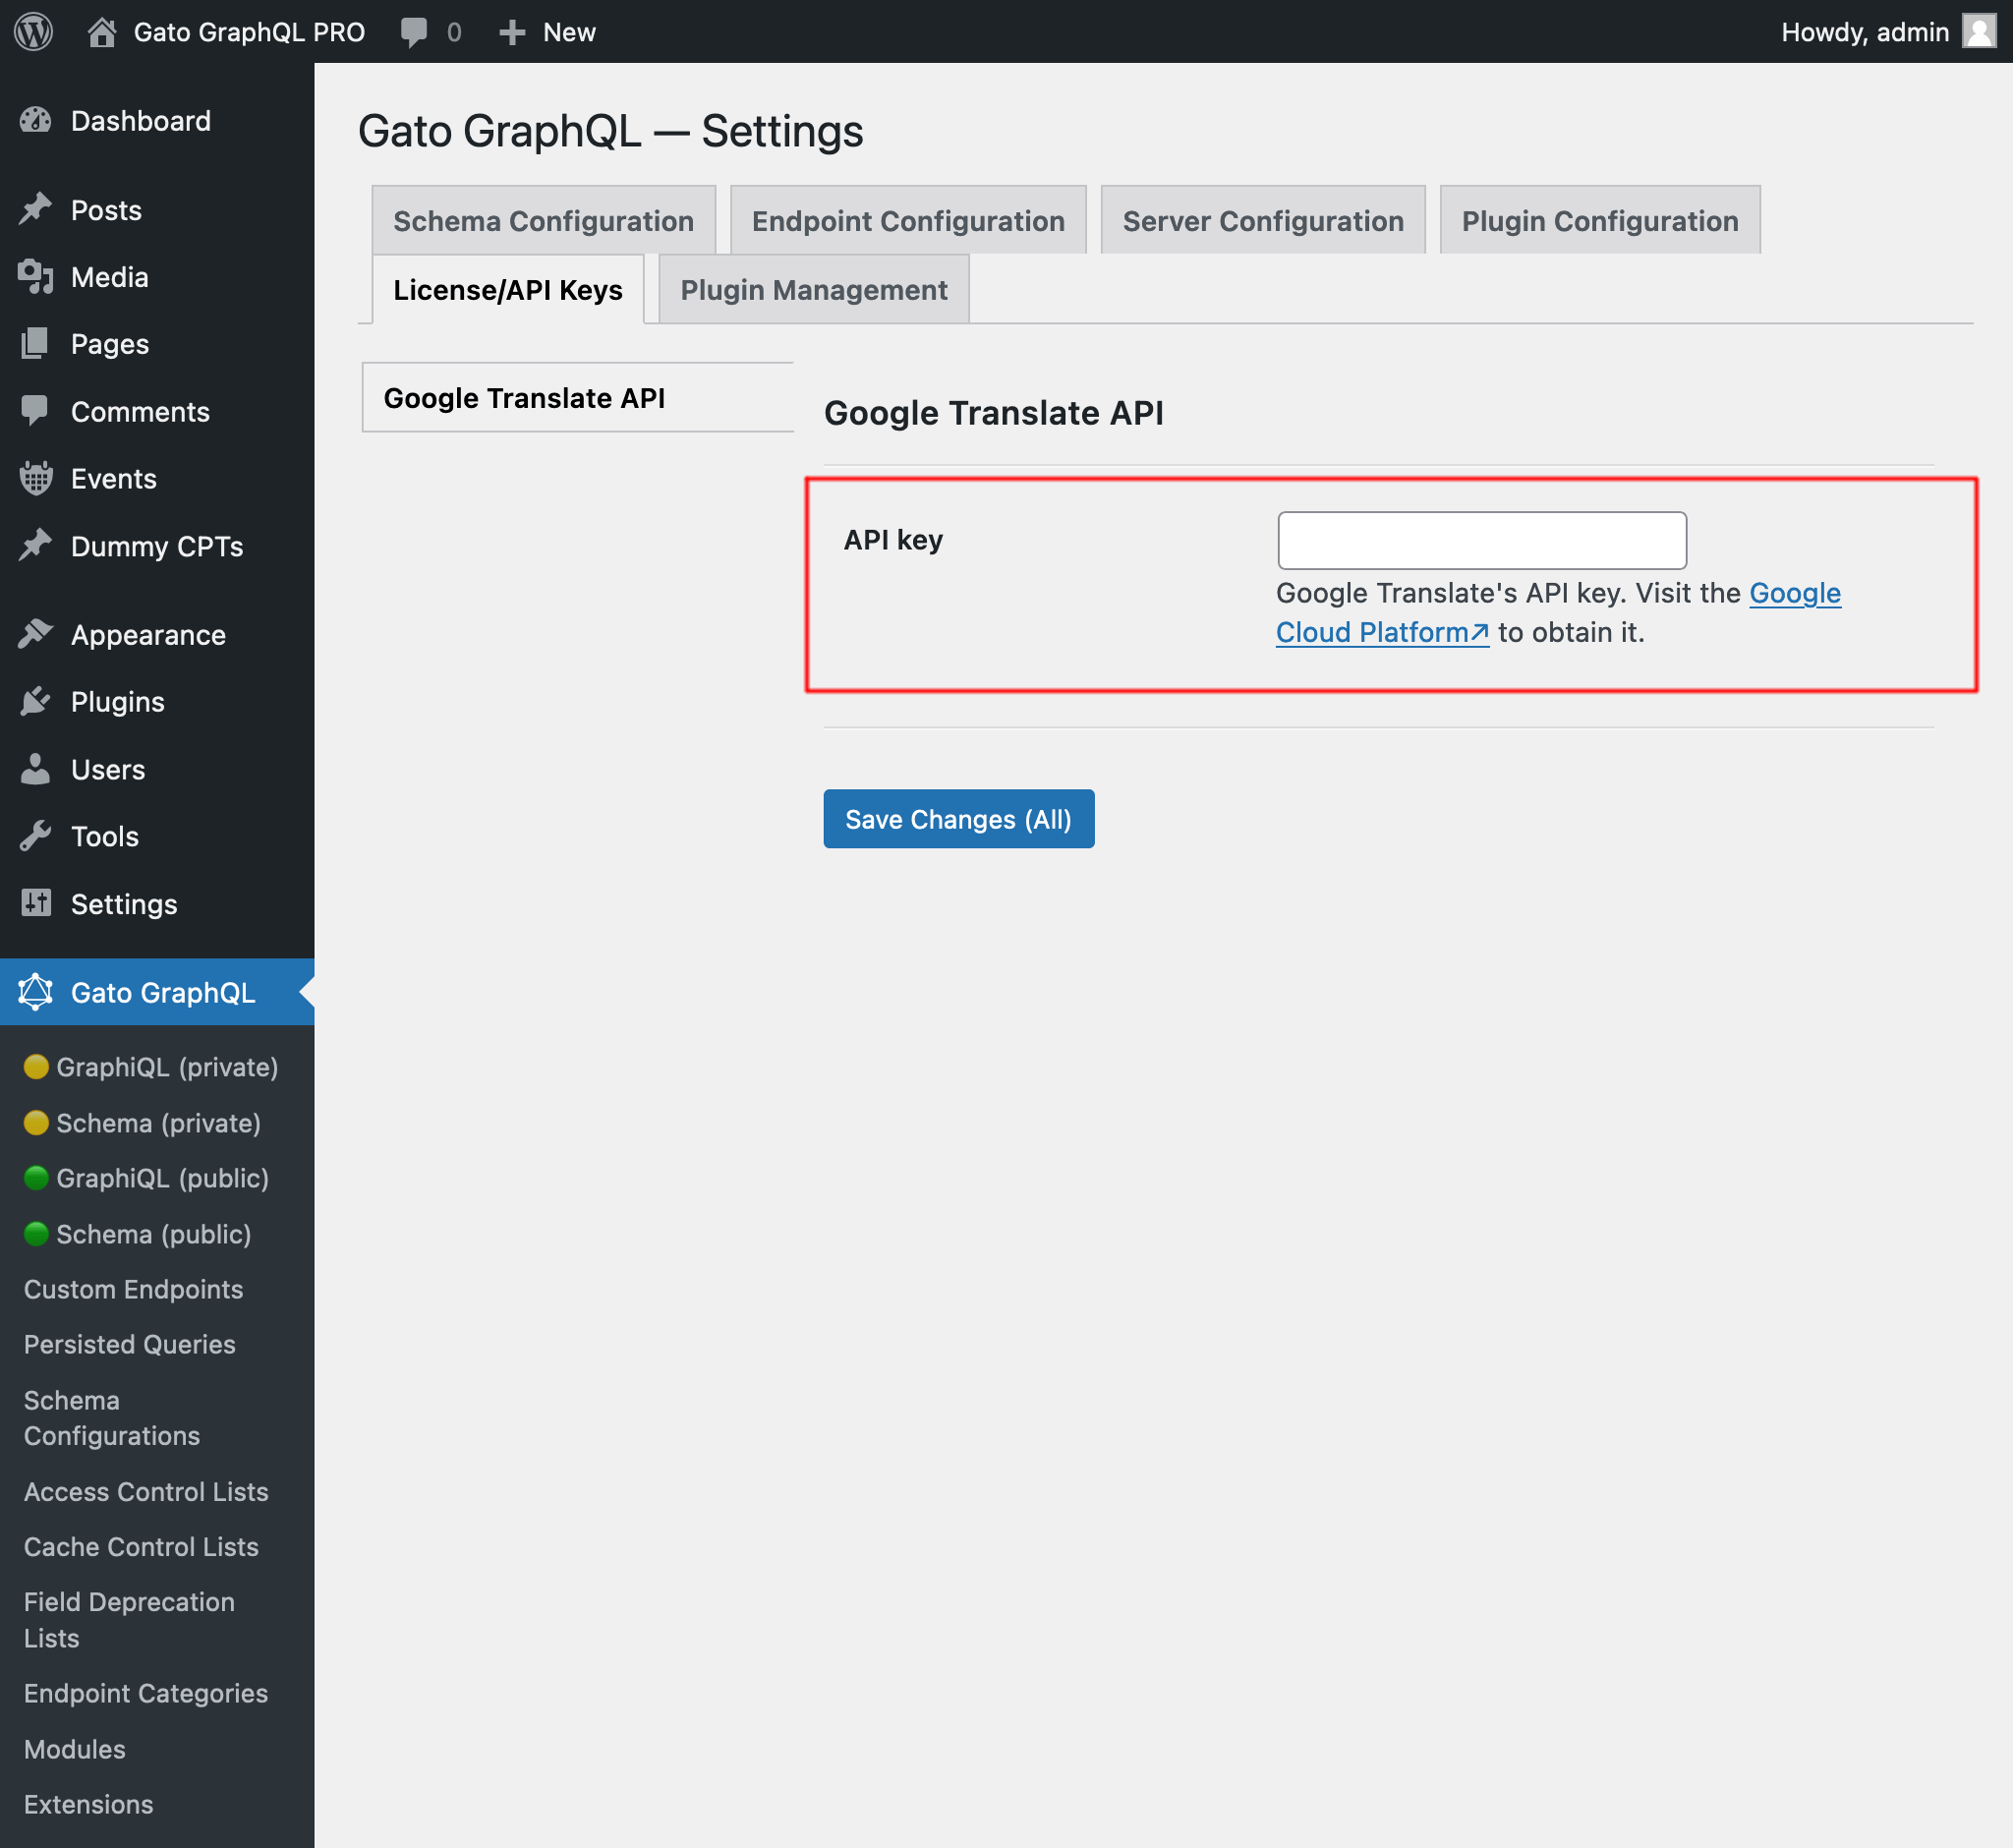 Gato GraphQL PRO 0 New Howdy, admin
Dashboard
Posts
Media
Pages
Comments
Events
Dummy CPTs
Appearance
Plugins
Users
Tools
Settings
Gato GraphQL
GraphiQL (private)
Schema (private)
GraphiQL (public)
Schema (public)
Custom Endpoints
Persisted Queries
Schema
Configurations
Access Control Lists
Cache Control Lists
Field Deprecation
Lists
Endpoint Categories
Modules
Extensions
Gato GraphQL — Settings
Schema Configuration Endpoint Configuration Server Configuration Plugin Configuration
License/API Keys Plugin Management
Google Translate API
Google Translate API
API key
Google Translate's API key. Visit the Google
Cloud Platform↗ to obtain it.
Save Changes (All)